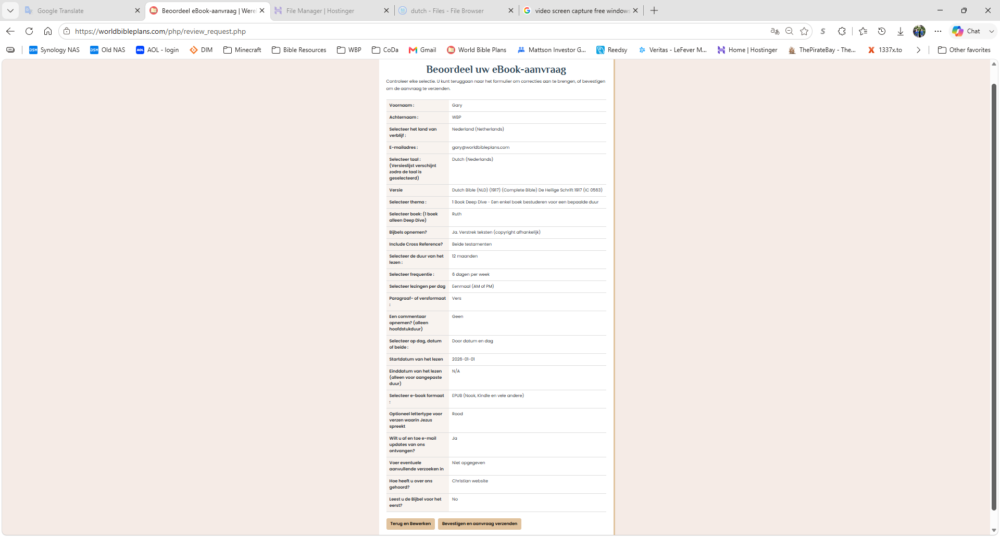 Google Translate
Beoordeel eBook-aanvraag | Werel
File Manager | Hostinger
dutch - Files - File Browser
video screen capture free windows
https://worldbibleplans.com/php/review_request.php
Chat
Synology NAS
Old NAS
AOL - login
DIM
Minecraft
Bible Resources
WBP
CoDa
Gmail
World Bible Plans
Mattson Investor G...
Reedsy
Veritas - LeFever M...
Home | Hostinger
ThePirateBay - The...
1337x.to
Other favorites
Beoordeel uw eBook-aanvraag
Controleer elke selectie. U kunt teruggaan naar het formulier om correcties aan te brengen, of bevestigen
om de aanvraag te verzenden.
Voornaam : Gary
Achternaam : WBP
Selecteer het land van Nederland (Netherlands)
verblijf :
E-mailadres : gary@worldbibleplans.com
Selecteer taal : Dutch (Nederlands)
(Versieslijst verschijnt
zodra de taal is
geselecteerd)
Versie Dutch Bible (NLD) (1917) (Complete Bible) De Heilige Schrift 1917 (IC 0563)
Selecteer thema : 1 Book Deep Dive - Een enkel boek bestuderen voor een bepaalde duur
Selecteer boek: (1 boek Ruth
alleen Deep Dive)
Bijbels opnemen? Ja. Verstrek teksten (copyright afhankelijk)
Include Cross Reference? Beide testamenten
Selecteer de duur van het 12 maanden
lezen :
Selecteer frequentie : 6 dagen per week
Selecteer lezingen per dag Eenmaal (AM of PM)
Paragraaf- of versformaat Vers
:
Een commentaar Geen
opnemen? (alleen
hoofdstukduur)
Selecteer op dag, datum Door datum en dag
of beide :
Startdatum van het lezen 2026-01-01
Einddatum van het lezen N/A
(alleen voor aangepaste
duur)
Selecteer e-book formaat EPUB (Nook, Kindle en vele andere)
:
Optioneel lettertype voor Rood
verzen waarin Jezus
spreekt
Wilt u af en toe e-mail Ja
updates van ons
ontvangen?
Voer eventuele Niet opgegeven
aanvullende verzoeken in
Hoe heeft u over ons Christian website
gehoord?
Leest u de Bijbel voor het No
eerst?
Terug en Bewerken
Bevestigen en aanvraag verzenden